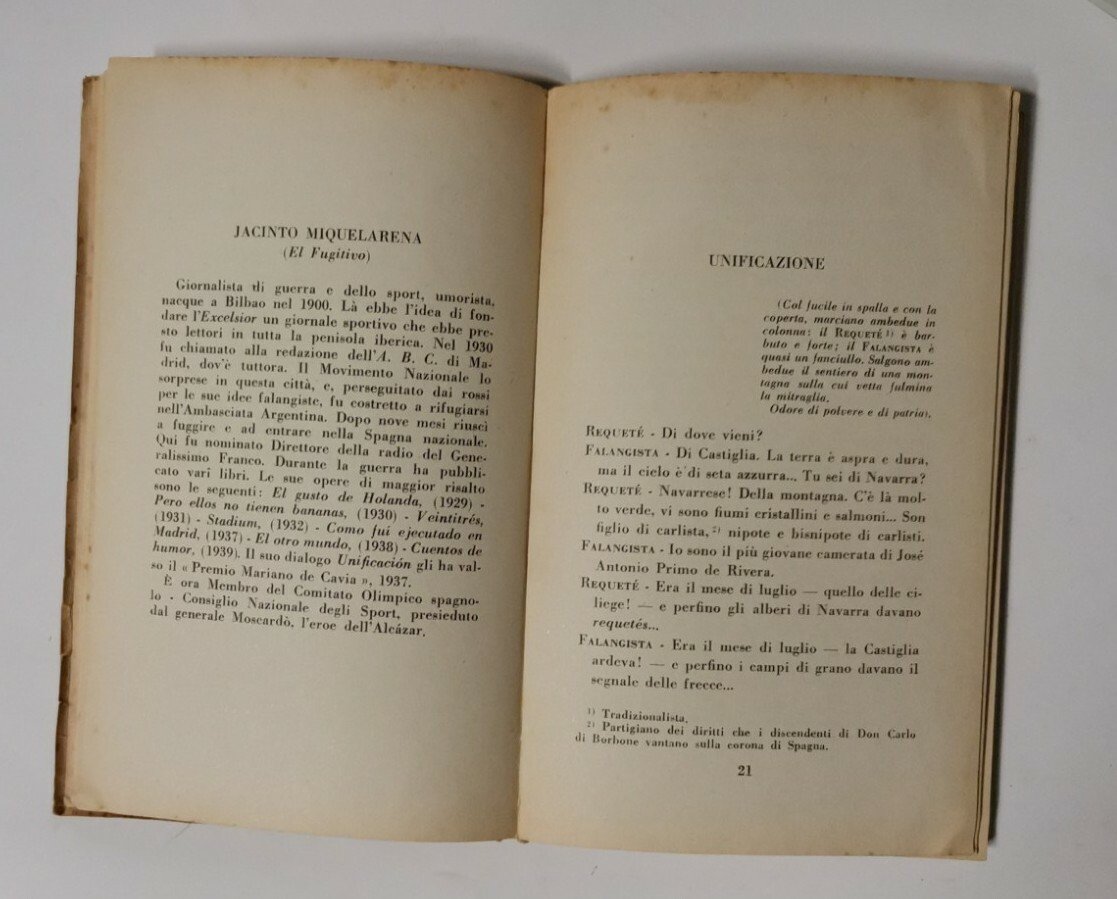 JACINTO MIQUELARENA
(El Fugitivo)
Giornalista di guerra e dello sport, umorista,
nacque a Bilbao nel 1900. Là ebbe l'idea di fon-
dare l'Excelsior un giornale sportivo che ebbe pre-
sto lettori in tutta la penisola iberica. Nel 1930
fu chiamato alla redazione dell'A. B. C. di Ma-
drid, dov'è tuttora. Il Movimento Nazionale lo
sorprese in questa città, e, perseguitato dai rossi
per le sue idee falangiste, fu costretto a rifugiarsi
nell'Ambasciata Argentina. Dopo nove mesi riuscì
a fuggire e ad entrare nella Spagna nazionale.
Qui fu nominato Direttore della radio del Gene-
ralissimo Franco. Durante la guerra ha pubbli-
cato vari libri. Le sue opere di maggior risalto
sono le seguenti: El gusto de Holanda, (1929) -
Pero ellos no tienen bananas, (1930) - Veintitrés,
(1931) - Stadium, (1932) - Como fui ejecutado en
Madrid, (1937) - El otro mundo, (1938) - Cuentos de
humor, (1939). Il suo dialogo Unificación gli ha val-
so il « Premio Mariano de Cavia », 1937.
È ora Membro del Comitato Olimpico spagno-
lo - Consiglio Nazionale degli Sport, presieduto
dal generale Moscardò, l'eroe dell'Alcázar.
UNIFICAZIONE
(Col fucile in spalla e con la
coperta, marciano ambedue in
colonna: il REQUETÉ 1) è bar-
buto e forte; il FALANGISTA è
quasi un fanciullo. Salgono am-
bedue il sentiero di una mon-
tagna sulla cui vetta fulmina
la mitraglia.
Odore di polvere e di patria).
REQUETÉ - Di dove vieni?
FALANGISTA - Di Castiglia. La terra è aspra e dura,
ma il cielo è di seta azzurra... Tu sei di Navarra?
REQUETÉ - Navarrese! Della montagna. C'è là mol-
to verde, vi sono fiumi cristallini e salmoni... Son
figlio di carlista, 2) nipote e bisnipote di carlisti.
FALANGISTA - Io sono il più giovane camerata di José
Antonio Primo de Rivera.
REQUETÉ - Era il mese di luglio — quello delle ci-
liege! — e perfino gli alberi di Navarra davano
requetés...
FALANGISTA - Era il mese di luglio — la Castiglia
ardeva! — e perfino i campi di grano davano il
segnale delle frecce...
1) Tradizionalista.
2) Partigiano dei diritti che i discendenti di Don Carlo
di Borbone vantano sulla corona di Spagna.
21